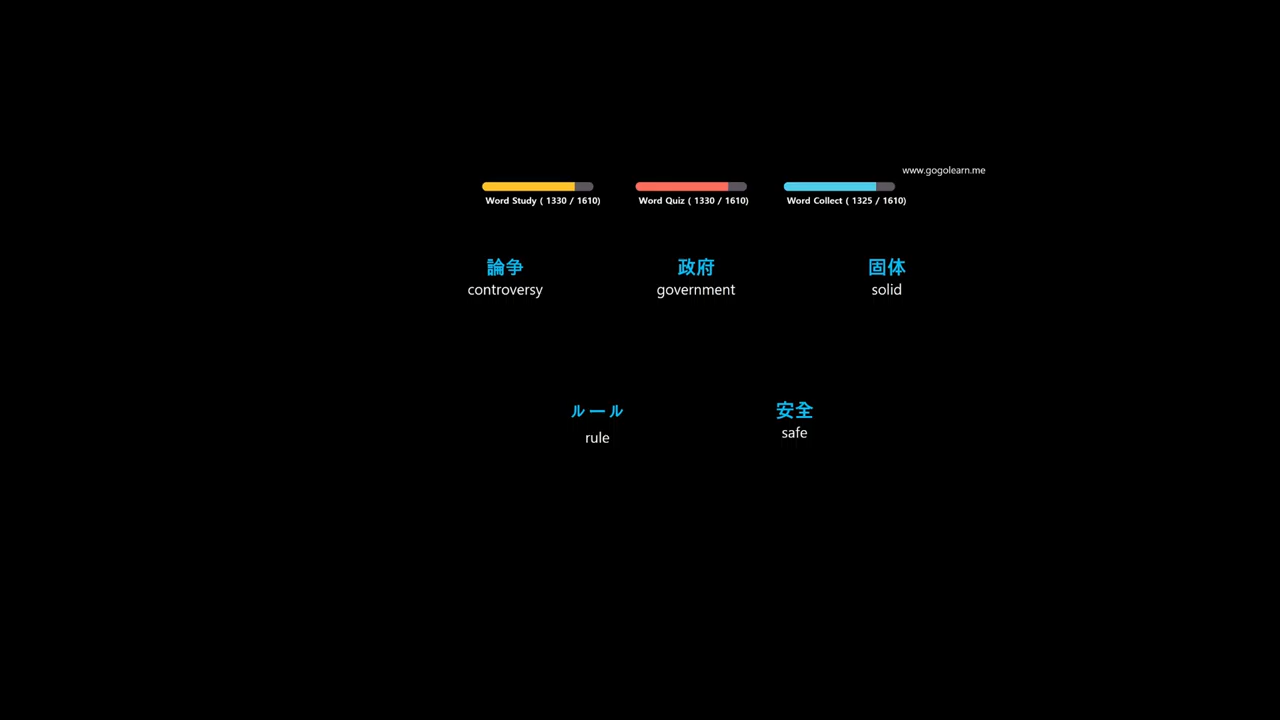 www.gogolearn.me
Word Study ( 1330 / 1610)
Word Quiz ( 1330 / 1610)
Word Collect ( 1325 / 1610)
論争
controversy
政府
government
固体
solid
ルール
rule
安全
safe